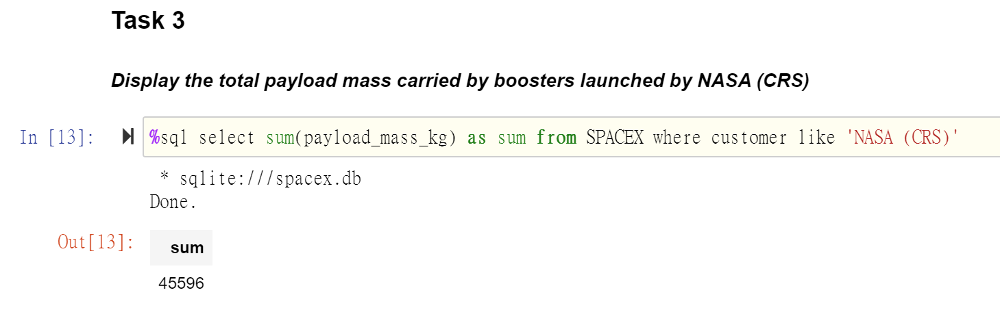 Task 3
Display the total payload mass carried by boosters launched by NASA (CRS)
In [13]: %sql select sum(payload_mass_kg) as sum from SPACEX where customer like 'NASA (CRS)'
* sqlite:///spacex.db
Done.
Out[13]: sum
45596